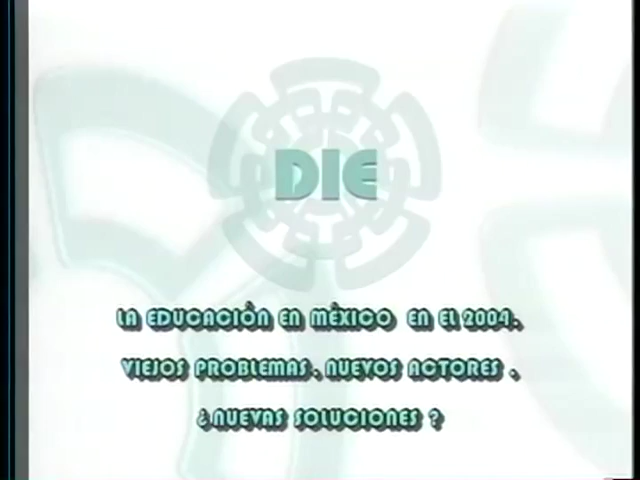 DIE
LA EDUCACIÓN EN MÉXICO EN EL 2004.
VIEJOS PROBLEMAS. NUEVOS ACTORES.
¿NUEVAS SOLUCIONES?